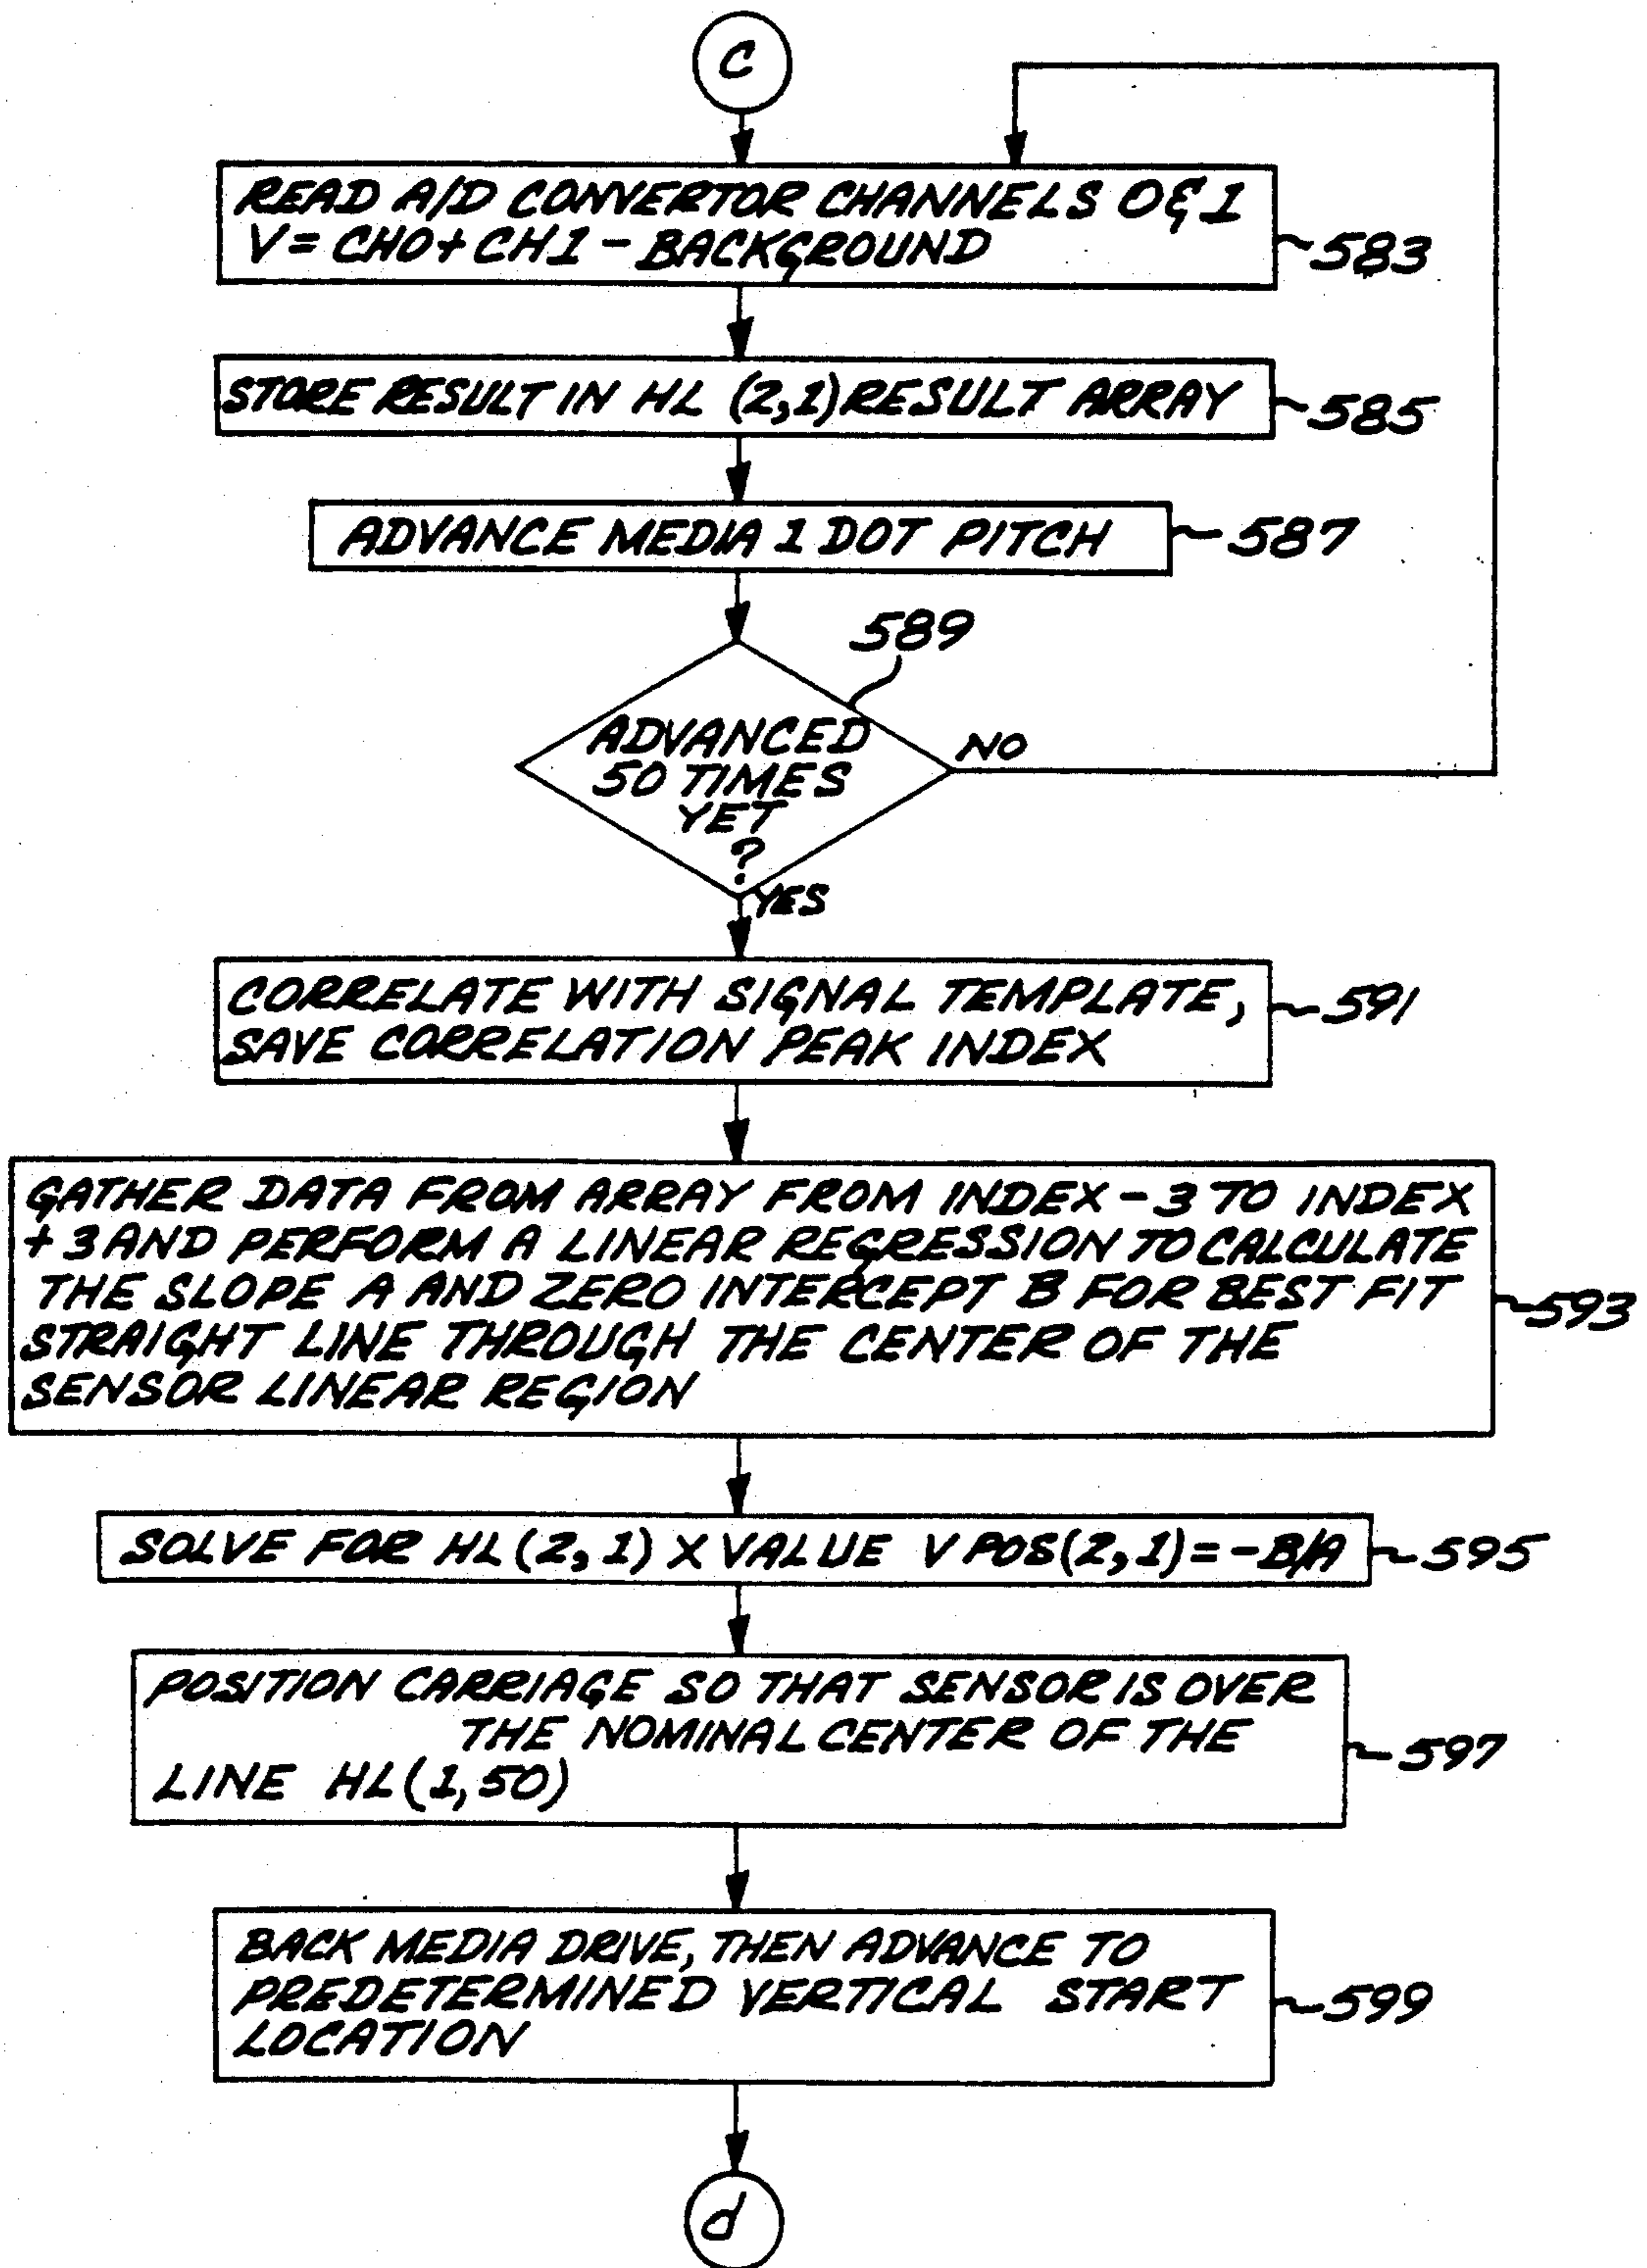 C
READ A/D CONVERTOR CHANNELS 0 & 1
V = CH0 + CH1 - BACKGROUND
583
STORE RESULT IN HL (2,1) RESULT ARRAY
585
ADVANCE MEDIA 1 DOT PITCH
587
589
ADVANCED
50 TIMES
YET
?
NO
YES
CORRELATE WITH SIGNAL TEMPLATE,
SAVE CORRELATION PEAK INDEX
591
GATHER DATA FROM ARRAY FROM INDEX - 3 TO INDEX
+ 3 AND PERFORM A LINEAR REGRESSION TO CALCULATE
THE SLOPE A AND ZERO INTERCEPT B FOR BEST FIT
STRAIGHT LINE THROUGH THE CENTER OF THE
SENSOR LINEAR REGION
593
SOLVE FOR HL(2,1) X VALUE V POS(2,1) = -B/A
595
POSITION CARRIAGE SO THAT SENSOR IS OVER
THE NOMINAL CENTER OF THE
LINE HL(1,50)
597
BACK MEDIA DRIVE, THEN ADVANCE TO
PREDETERMINED VERTICAL START
LOCATION
599
d